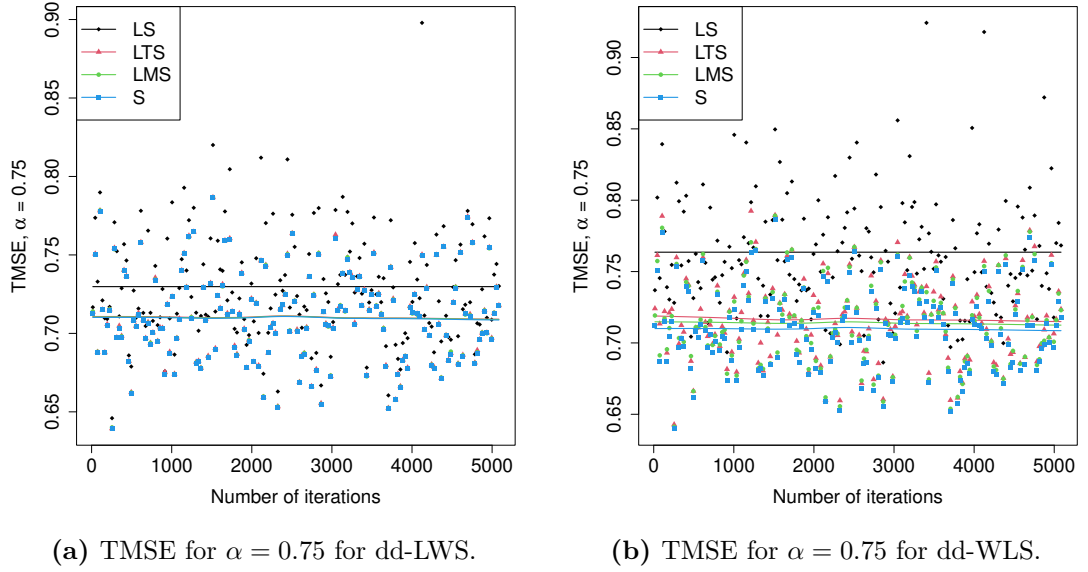 LS
LTS
LMS
S
TMSE, α = 0.75
0.90
0.85
0.80
0.75
0.70
0.65
0 1000 2000 3000 4000 5000
Number of iterations
(a) TMSE for α = 0.75 for dd-LWS.
LS
LTS
LMS
S
TMSE, α = 0.75
0.90
0.85
0.80
0.75
0.70
0.65
0 1000 2000 3000 4000 5000
Number of iterations
(b) TMSE for α = 0.75 for dd-WLS.